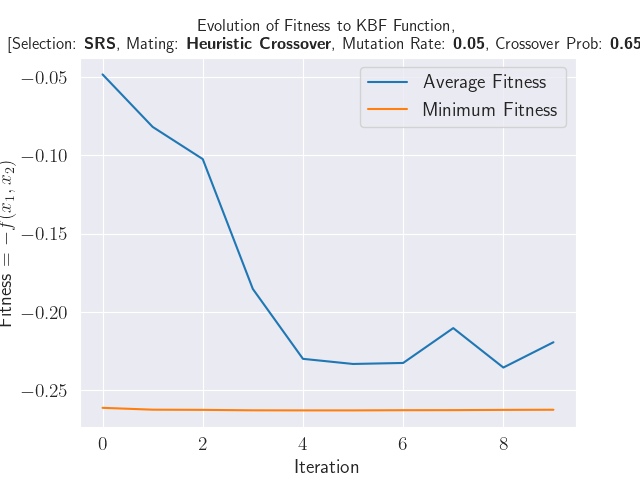 Evolution of Fitness to KBF Function,
[Selection: SRS, Mating: Heuristic Crossover, Mutation Rate: 0.05, Crossover Prob: 0.65
Average Fitness
Minimum Fitness
Fitness = −f(x₁, x₂)
−0.05
−0.10
−0.15
−0.20
−0.25
0 2 4 6 8
Iteration